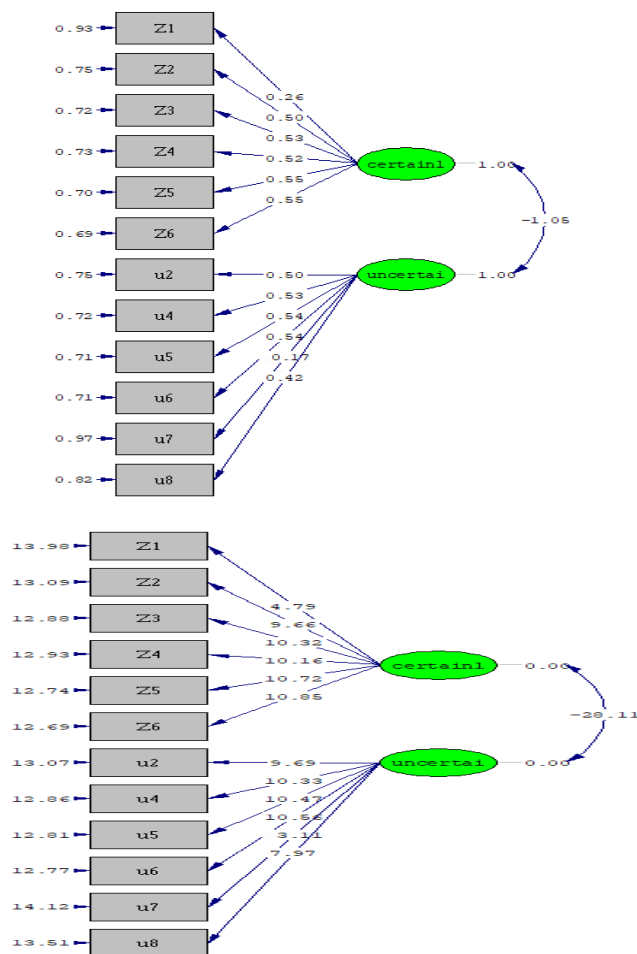 0.93 Z1
0.75 Z2
0.26
0.72 Z3
0.50
0.53
0.73 Z4
0.52
certain1 1.00
0.70 Z5
0.55
0.55
-1.05
0.69 Z6
0.75 u2
0.50
uncertai 1.00
0.72 u4
0.53
0.54
0.71 u5
0.54
0.17
0.71 u6
0.42
0.97 u7
0.82 u8
13.98 Z1
13.09 Z2
4.79
12.88 Z3
9.66
10.32
12.93 Z4
10.16
certain1 0.00
12.74 Z5
10.72
10.85
-28.11
12.69 Z6
13.07 u2
9.69
uncertai 0.00
12.86 u4
10.33
10.47
12.81 u5
10.56
3.11
12.77 u6
7.97
14.12 u7
13.51 u8